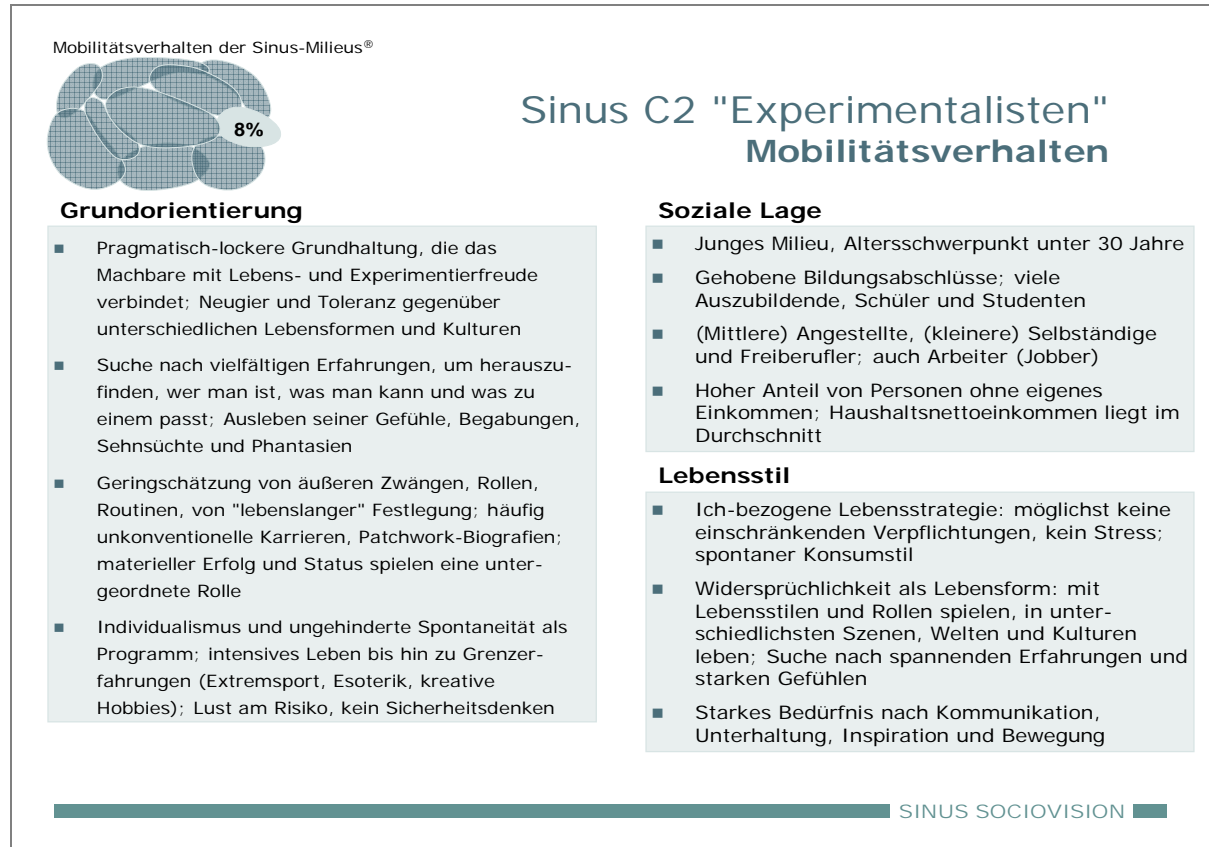 Mobilitätsverhalten der Sinus-Milieus®
8%
Sinus C2 "Experimentalisten"
Mobilitätsverhalten
Grundorientierung
■ Pragmatisch-lockere Grundhaltung, die das
Machbare mit Lebens- und Experimentierfreude
verbindet; Neugier und Toleranz gegenüber
unterschiedlichen Lebensformen und Kulturen
■ Suche nach vielfältigen Erfahrungen, um herauszu-
finden, wer man ist, was man kann und was zu
einem passt; Ausleben seiner Gefühle, Begabungen,
Sehnsüchte und Phantasien
■ Geringschätzung von äußeren Zwängen, Rollen,
Routinen, von "lebenslanger" Festlegung; häufig
unkonventionelle Karrieren, Patchwork-Biografien;
materieller Erfolg und Status spielen eine unter-
geordnete Rolle
■ Individualismus und ungehinderte Spontaneität als
Programm; intensives Leben bis hin zu Grenzer-
fahrungen (Extremsport, Esoterik, kreative
Hobbies); Lust am Risiko, kein Sicherheitsdenken
Soziale Lage
■ Junges Milieu, Altersschwerpunkt unter 30 Jahre
■ Gehobene Bildungsabschlüsse; viele
Auszubildende, Schüler und Studenten
■ (Mittlere) Angestellte, (kleinere) Selbständige
und Freiberufler; auch Arbeiter (Jobber)
■ Hoher Anteil von Personen ohne eigenes
Einkommen; Haushaltsnettoeinkommen liegt im
Durchschnitt
Lebensstil
■ Ich-bezogene Lebensstrategie: möglichst keine
einschränkenden Verpflichtungen, kein Stress;
spontaner Konsumstil
■ Widersprüchlichkeit als Lebensform: mit
Lebensstilen und Rollen spielen, in unter-
schiedlichsten Szenen, Welten und Kulturen
leben; Suche nach spannenden Erfahrungen und
starken Gefühlen
■ Starkes Bedürfnis nach Kommunikation,
Unterhaltung, Inspiration und Bewegung
SINUS SOCIOVISION